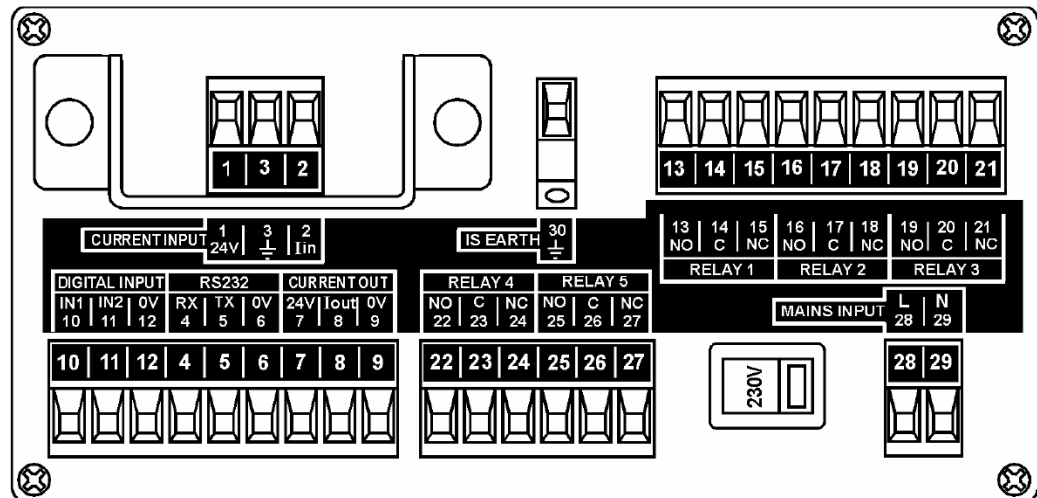 1 3 2
13 14 15 16 17 18 19 20 21
CURRENT INPUT
1 3 2
24V Iin
IS EARTH
30
13 14 15 16 17 18 19 20 21
NO C NC NO C NC NO C NC
RELAY 1 RELAY 2 RELAY 3
DIGITAL INPUT RS232 CURRENT OUT
IN1 IN2 0V RX TX 0V 24V Iout 0V
10 11 12 4 5 6 7 8 9
RELAY 4 RELAY 5
NO C NC NO C NC
22 23 24 25 26 27
MAINS INPUT
L N
28 29
10 11 12 4 5 6 7 8 9
22 23 24 25 26 27
230V
28 29